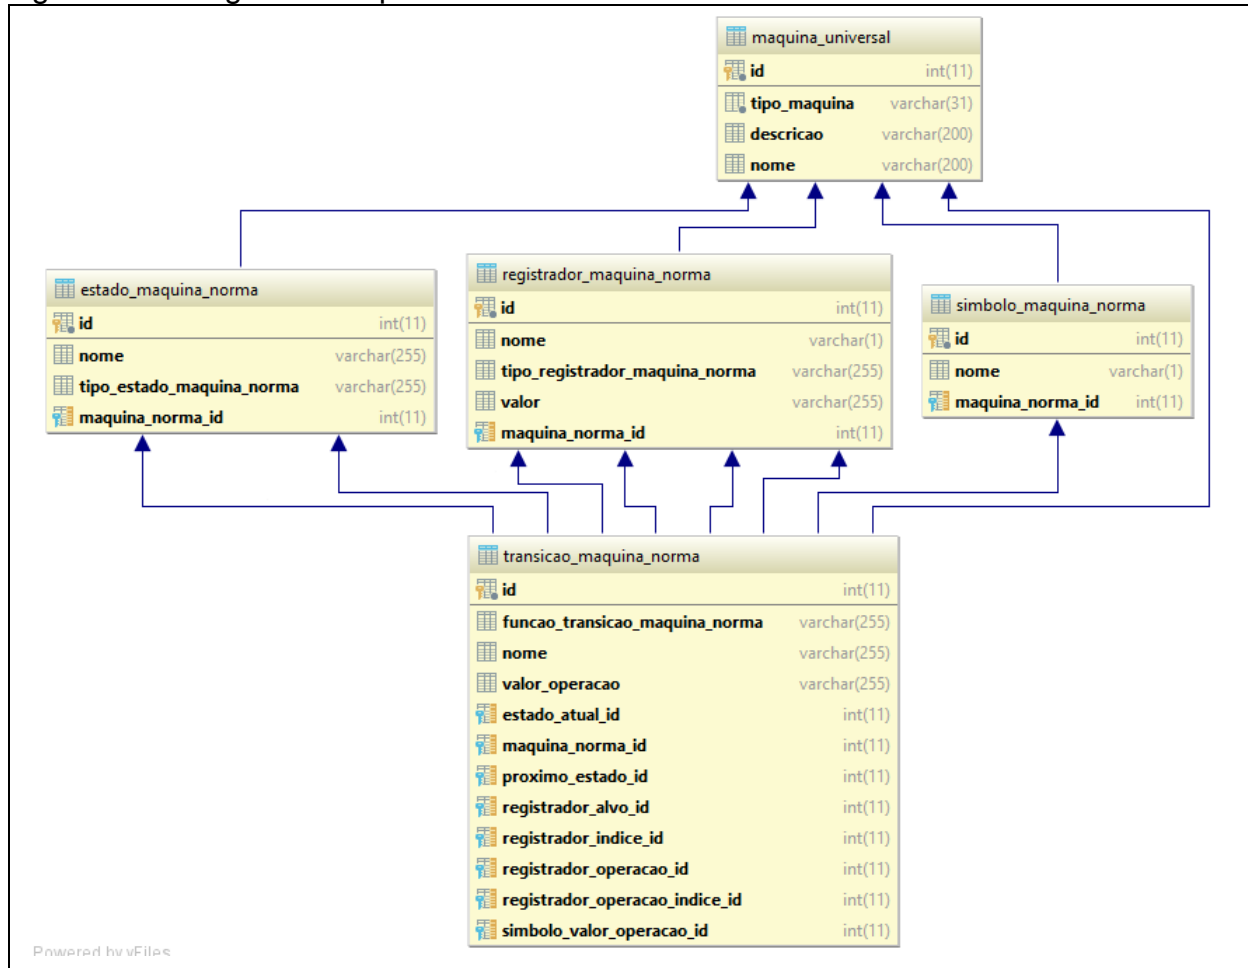 maquina_universal
id int(11)
tipo_maquina varchar(31)
descricao varchar(200)
nome varchar(200)
estado_maquina_norma
id int(11)
nome varchar(255)
tipo_estado_maquina_norma varchar(255)
maquina_norma_id int(11)
registrador_maquina_norma
id int(11)
nome varchar(1)
tipo_registrador_maquina_norma varchar(255)
valor varchar(255)
maquina_norma_id int(11)
simbolo_maquina_norma
id int(11)
nome varchar(1)
maquina_norma_id int(11)
transicao_maquina_norma
id int(11)
funcao_transicao_maquina_norma varchar(255)
nome varchar(255)
valor_operacao varchar(255)
estado_atual_id int(11)
maquina_norma_id int(11)
proximo_estado_id int(11)
registrador_alvo_id int(11)
registrador_indice_id int(11)
registrador_operacao_id int(11)
registrador_operacao_indice_id int(11)
simbolo_valor_operacao_id int(11)
Powered by yFiles